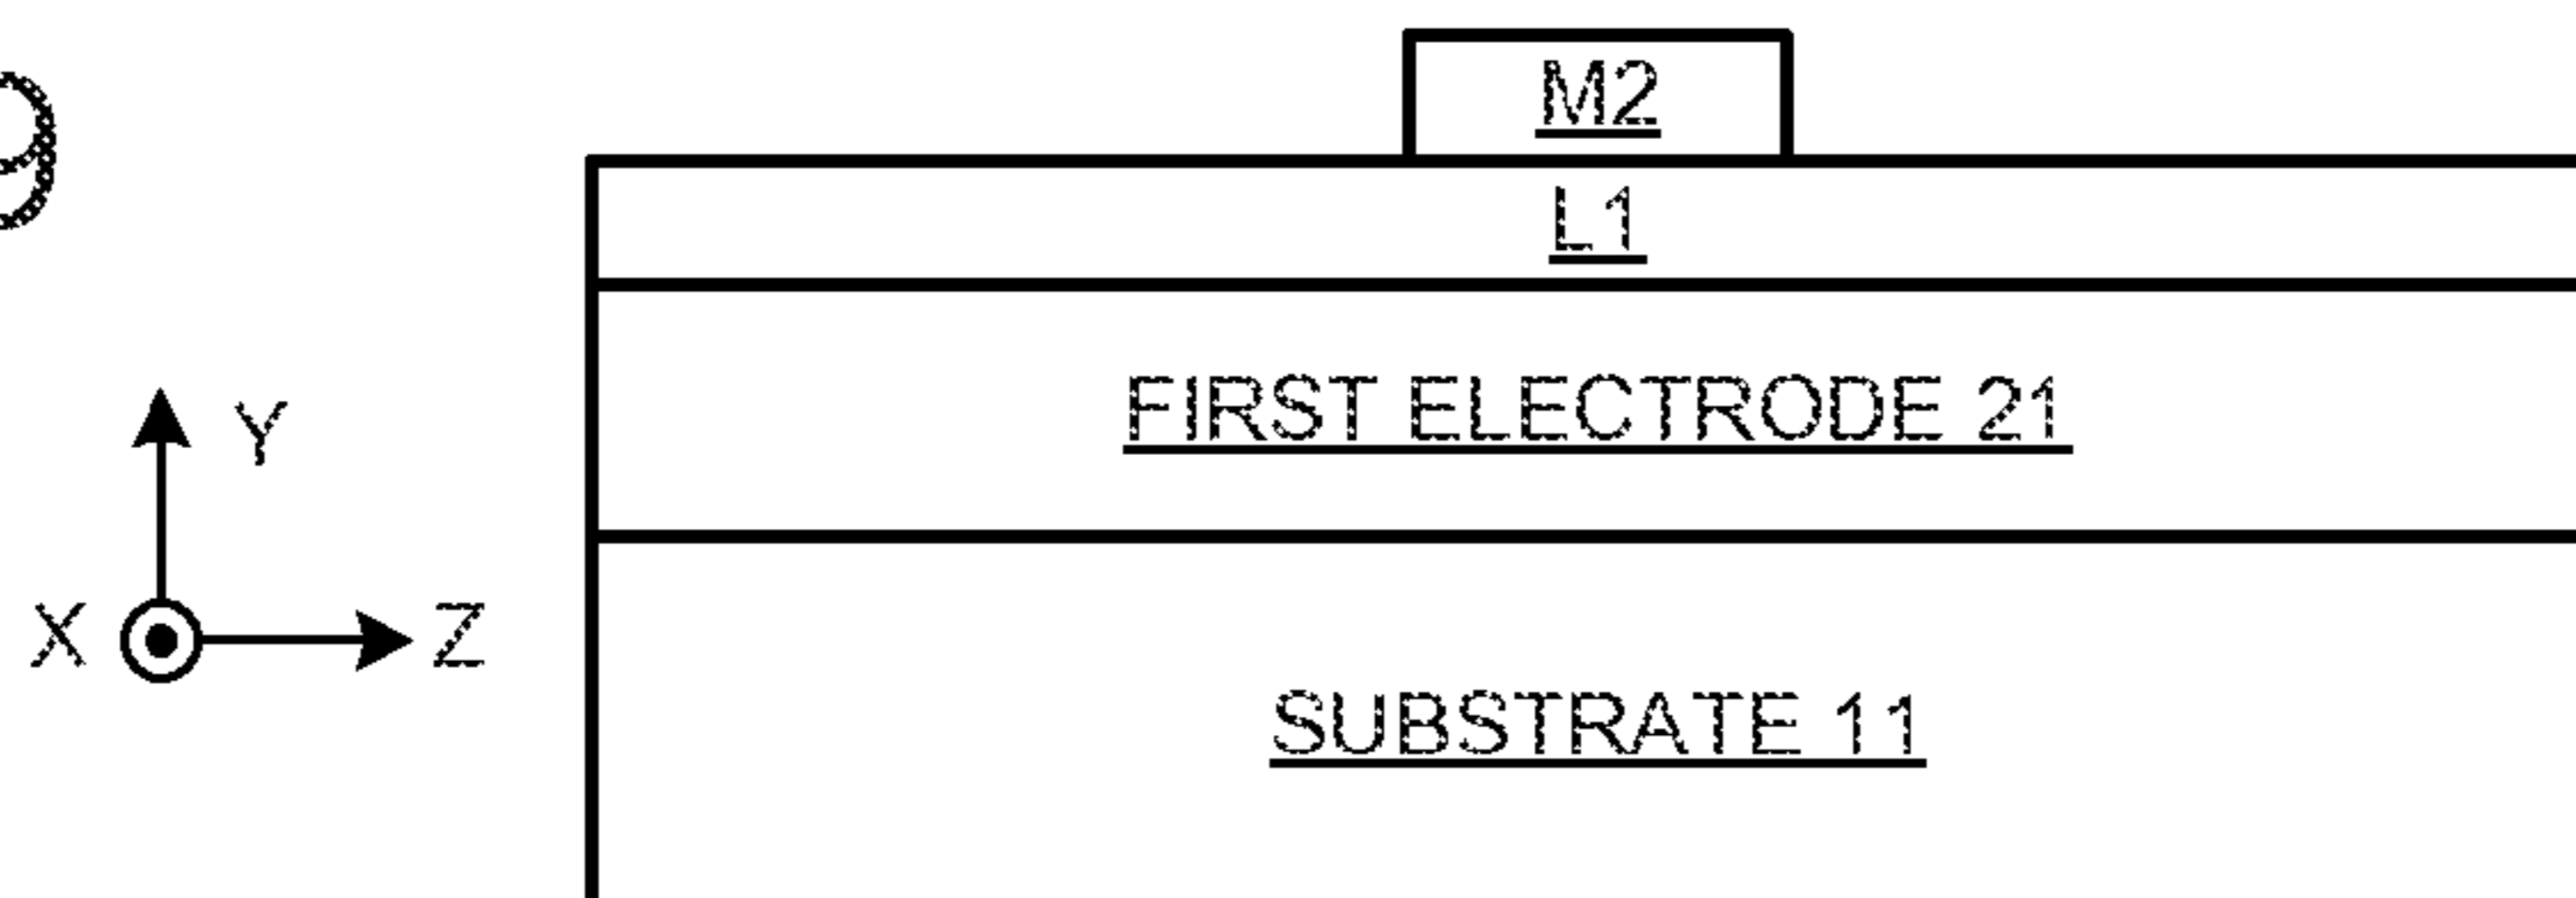 9
M2
L1
FIRST ELECTRODE 21
Y
X
Z
SUBSTRATE 11